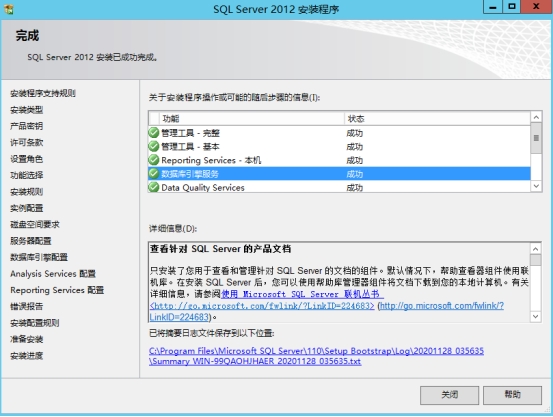 SQL Server 2012 安装程序
完成
SQL Server 2012 安装已成功完成。
安装程序支持规则
安装类型
产品密钥
许可条款
设置角色
功能选择
安装规则
实例配置
磁盘空间要求
服务器配置
数据库引擎配置
Analysis Services 配置
Reporting Services 配置
错误报告
安装配置规则
准备安装
安装进度
关于安装程序操作或可能的随后步骤的信息(I):
功能 状态
管理工具 - 完整 成功
管理工具 - 基本 成功
Reporting Services - 本机 成功
数据库引擎服务 成功
Data Quality Services 成功
详细信息(D):
查看针对 SQL Server 的产品文档
只安装了您用于查看和管理针对 SQL Server 的文档的组件。默认情况下，帮助查看器组件使用联
机库。在安装 SQL Server 后，您可以使用帮助库管理器组件将文档下载到您的本地计算机。有关
详细信息，请参阅使用 Microsoft SQL Server 联机丛书
<http://go.microsoft.com/fwlink/?LinkID=224683> (http://go.microsoft.com/fwlink/?
LinkID=224683)。
已将摘要日志文件保存到以下位置:
C:\Program Files\Microsoft SQL Server\110\Setup Bootstrap\Log\20201128_035635
\Summary_WIN-99QAOHJHAER_20201128_035635.txt
关闭 帮助